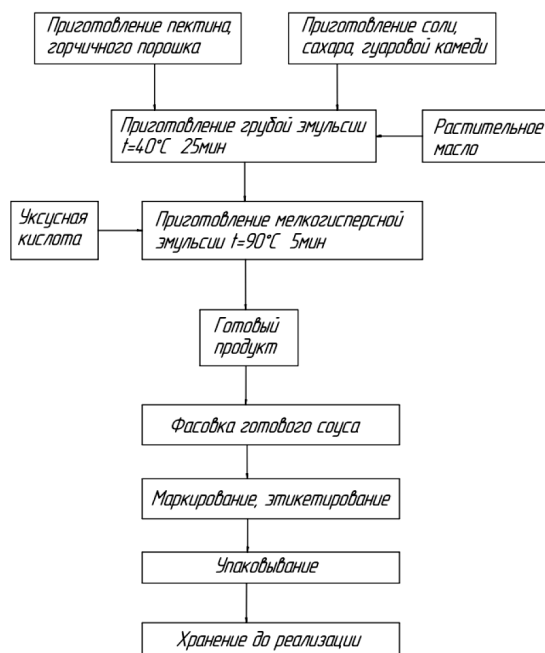 Приготовление пектина,
горчичного порошка
Приготовление соли,
сахара, гуаровой камеди
Приготовление грубой эмульсии
t=40°C 25мин
Растительное
масло
Уксусная
кислота
Приготовление мелкогисперсной
эмульсии t=90°C 5мин
Готовый
продукт
Фасовка готового соуса
Маркирование, этикетирование
Упаковывание
Хранение до реализации